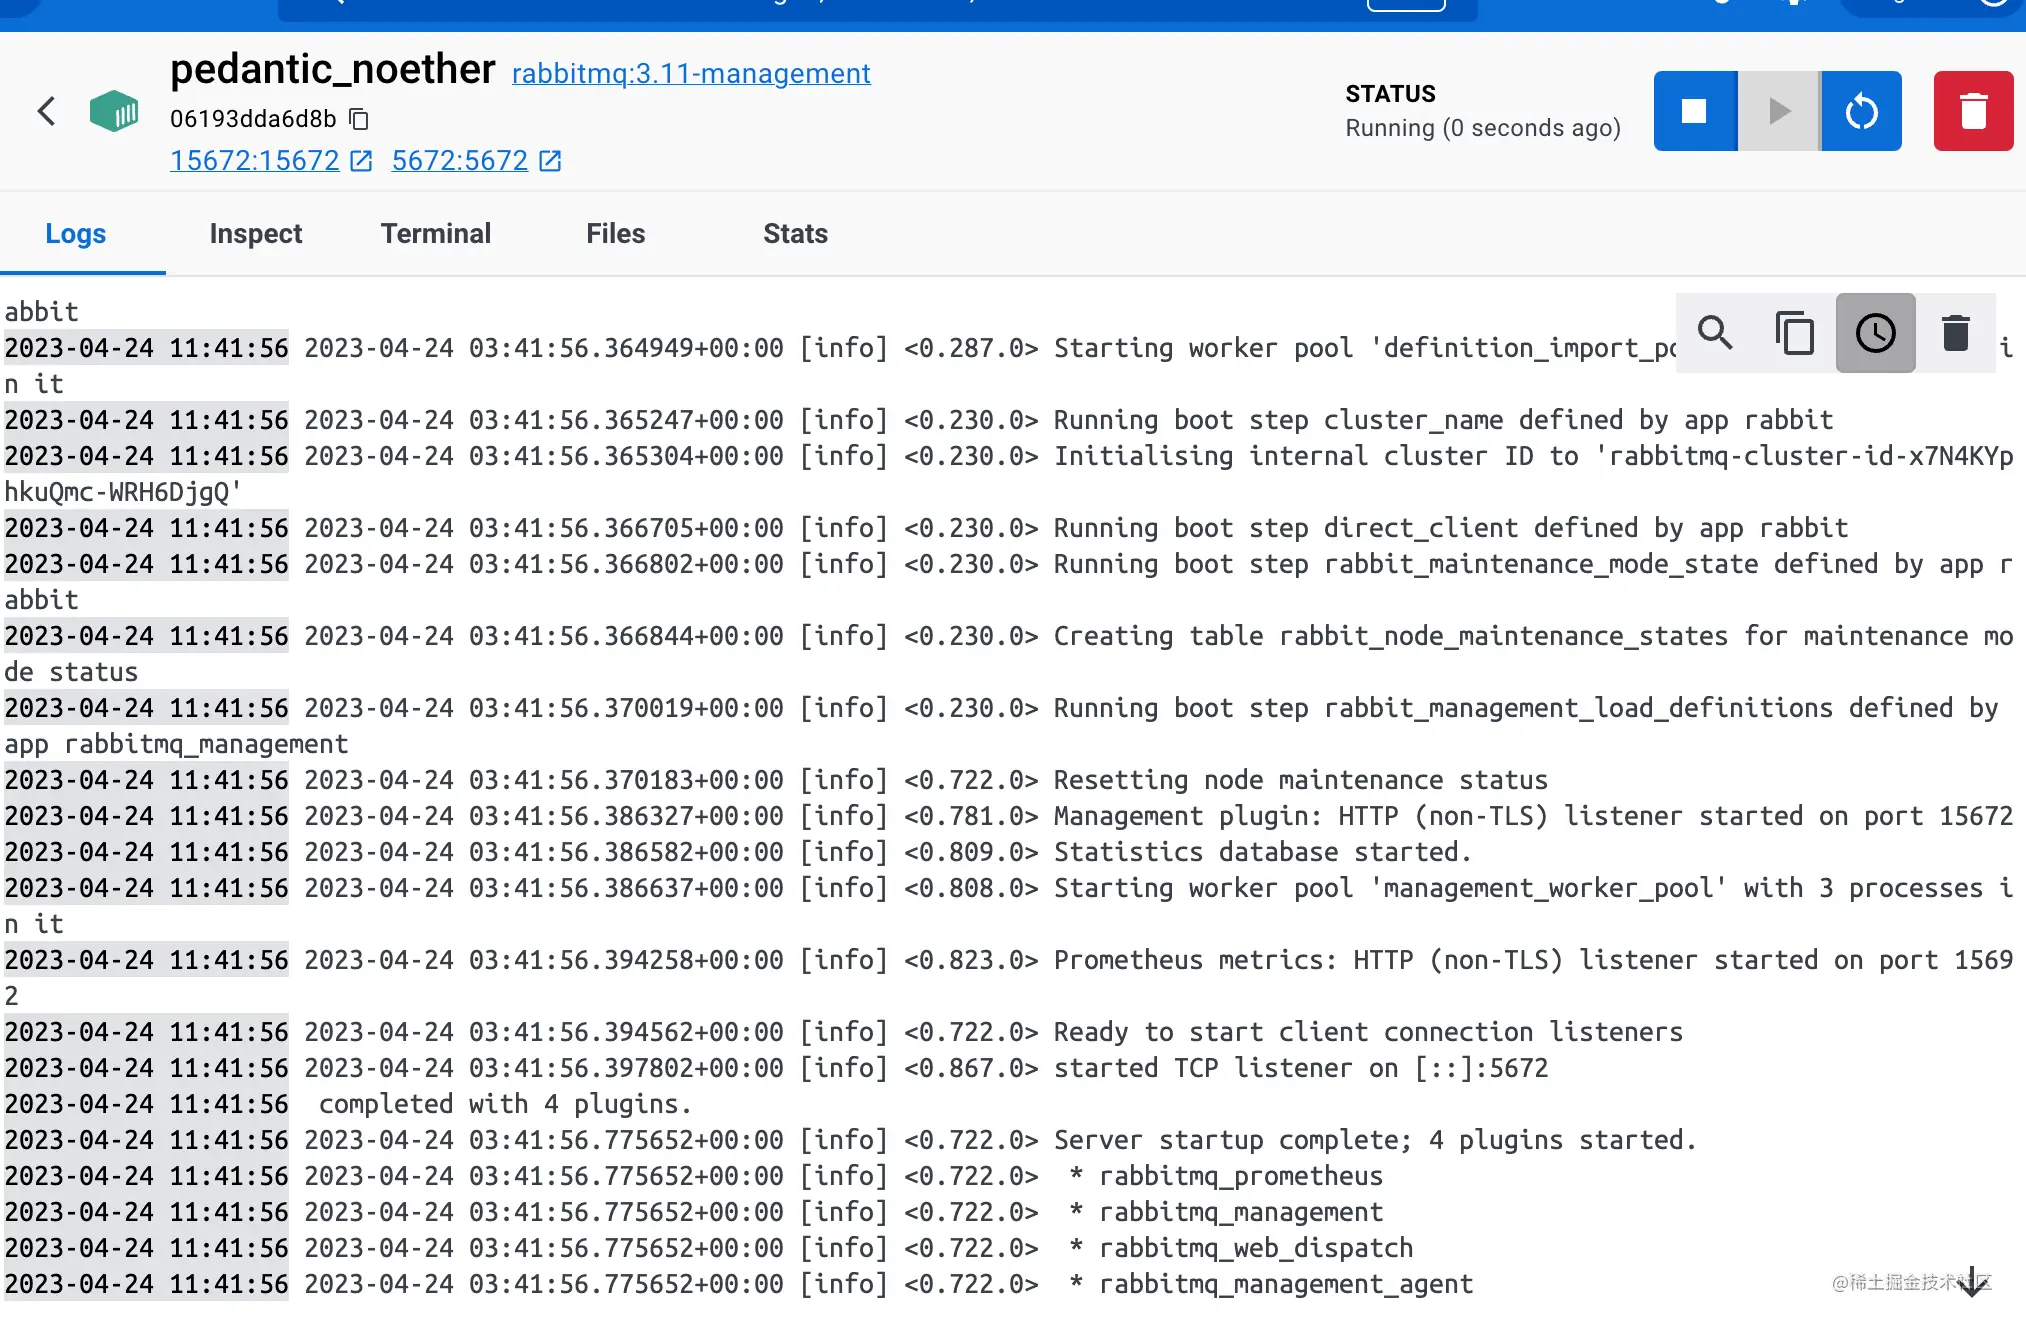 pedantic_noether rabbitmq:3.11-management
06193dda6d8b
15672:15672 5672:5672
STATUS
Running (0 seconds ago)
Logs Inspect Terminal Files Stats
abbit
2023-04-24 11:41:56 2023-04-24 03:41:56.364949+00:00 [info] <0.287.0> Starting worker pool 'definition_import_po i
n it
2023-04-24 11:41:56 2023-04-24 03:41:56.365247+00:00 [info] <0.230.0> Running boot step cluster_name defined by app rabbit
2023-04-24 11:41:56 2023-04-24 03:41:56.365304+00:00 [info] <0.230.0> Initialising internal cluster ID to 'rabbitmq-cluster-id-x7N4KYp
hkuQmc-WRH6DjgQ'
2023-04-24 11:41:56 2023-04-24 03:41:56.366705+00:00 [info] <0.230.0> Running boot step direct_client defined by app rabbit
2023-04-24 11:41:56 2023-04-24 03:41:56.366802+00:00 [info] <0.230.0> Running boot step rabbit_maintenance_mode_state defined by app r
abbit
2023-04-24 11:41:56 2023-04-24 03:41:56.366844+00:00 [info] <0.230.0> Creating table rabbit_node_maintenance_states for maintenance mo
de status
2023-04-24 11:41:56 2023-04-24 03:41:56.370019+00:00 [info] <0.230.0> Running boot step rabbit_management_load_definitions defined by
app rabbitmq_management
2023-04-24 11:41:56 2023-04-24 03:41:56.370183+00:00 [info] <0.722.0> Resetting node maintenance status
2023-04-24 11:41:56 2023-04-24 03:41:56.386327+00:00 [info] <0.781.0> Management plugin: HTTP (non-TLS) listener started on port 15672
2023-04-24 11:41:56 2023-04-24 03:41:56.386582+00:00 [info] <0.809.0> Statistics database started.
2023-04-24 11:41:56 2023-04-24 03:41:56.386637+00:00 [info] <0.808.0> Starting worker pool 'management_worker_pool' with 3 processes i
n it
2023-04-24 11:41:56 2023-04-24 03:41:56.394258+00:00 [info] <0.823.0> Prometheus metrics: HTTP (non-TLS) listener started on port 1569
2
2023-04-24 11:41:56 2023-04-24 03:41:56.394562+00:00 [info] <0.722.0> Ready to start client connection listeners
2023-04-24 11:41:56 2023-04-24 03:41:56.397802+00:00 [info] <0.867.0> started TCP listener on [::]:5672
2023-04-24 11:41:56 completed with 4 plugins.
2023-04-24 11:41:56 2023-04-24 03:41:56.775652+00:00 [info] <0.722.0> Server startup complete; 4 plugins started.
2023-04-24 11:41:56 2023-04-24 03:41:56.775652+00:00 [info] <0.722.0> * rabbitmq_prometheus
2023-04-24 11:41:56 2023-04-24 03:41:56.775652+00:00 [info] <0.722.0> * rabbitmq_management
2023-04-24 11:41:56 2023-04-24 03:41:56.775652+00:00 [info] <0.722.0> * rabbitmq_web_dispatch
2023-04-24 11:41:56 2023-04-24 03:41:56.775652+00:00 [info] <0.722.0> * rabbitmq_management_agent
@稀土掘金技术社区